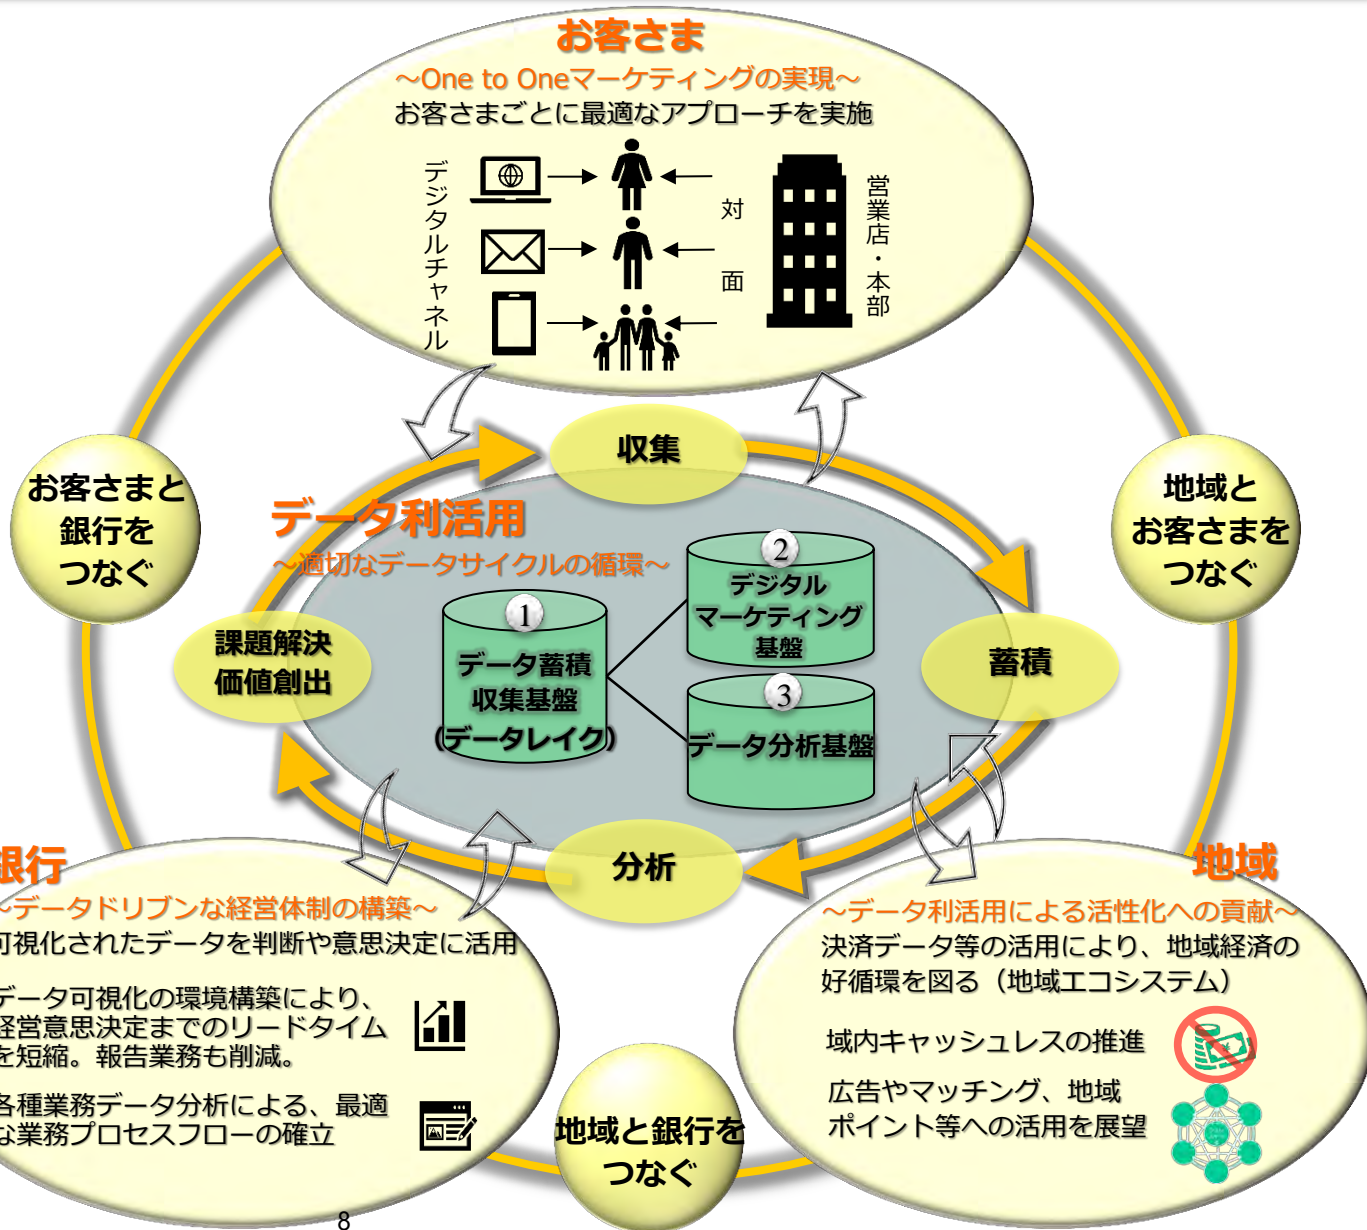 お客さま
～One to Oneマーケティングの実現～
お客さまごとに最適なアプローチを実施
デジタルチャネル
対面
営業店・本部
収集
お客さまと
銀行を
つなぐ
地域と
お客さまを
つなぐ
データ利活用
～適切なデータサイクルの循環～
1
データ蓄積
収集基盤
(データレイク)
2
デジタル
マーケティング
基盤
3
データ分析基盤
課題解決
価値創出
蓄積
分析
銀行
～データドリブンな経営体制の構築～
可視化されたデータを判断や意思決定に活用
データ可視化の環境構築により、
経営意思決定までのリードタイム
を短縮。報告業務も削減。
各種業務データ分析による、最適
な業務プロセスフローの確立
地域
～データ利活用による活性化への貢献～
決済データ等の活用により、地域経済の
好循環を図る（地域エコシステム）
域内キャッシュレスの推進
広告やマッチング、地域
ポイント等への活用を展望
地域と銀行を
つなぐ
8